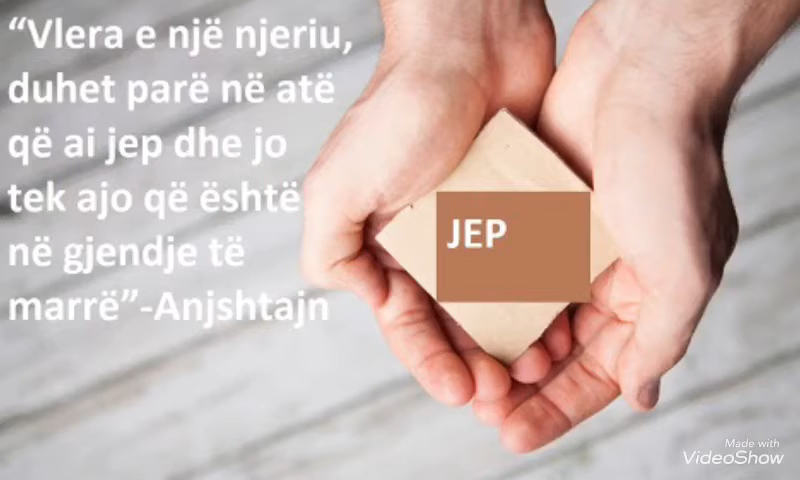 “Vlera e një njeriu,
duhet parë në atë
që ai jep dhe jo
tek ajo që është
në gjendje të
marrë”-Anjshtajn
JEP
Made with
VideoShow